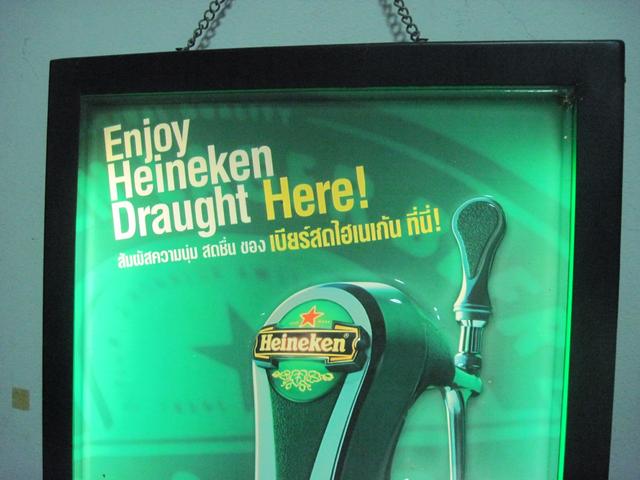 Enjoy
Heineken
Draught Here!
สัมผัสความนุ่ม สดชื่น ของ เบียร์สดไฮเนเก้น ที่นี่!
Heineken